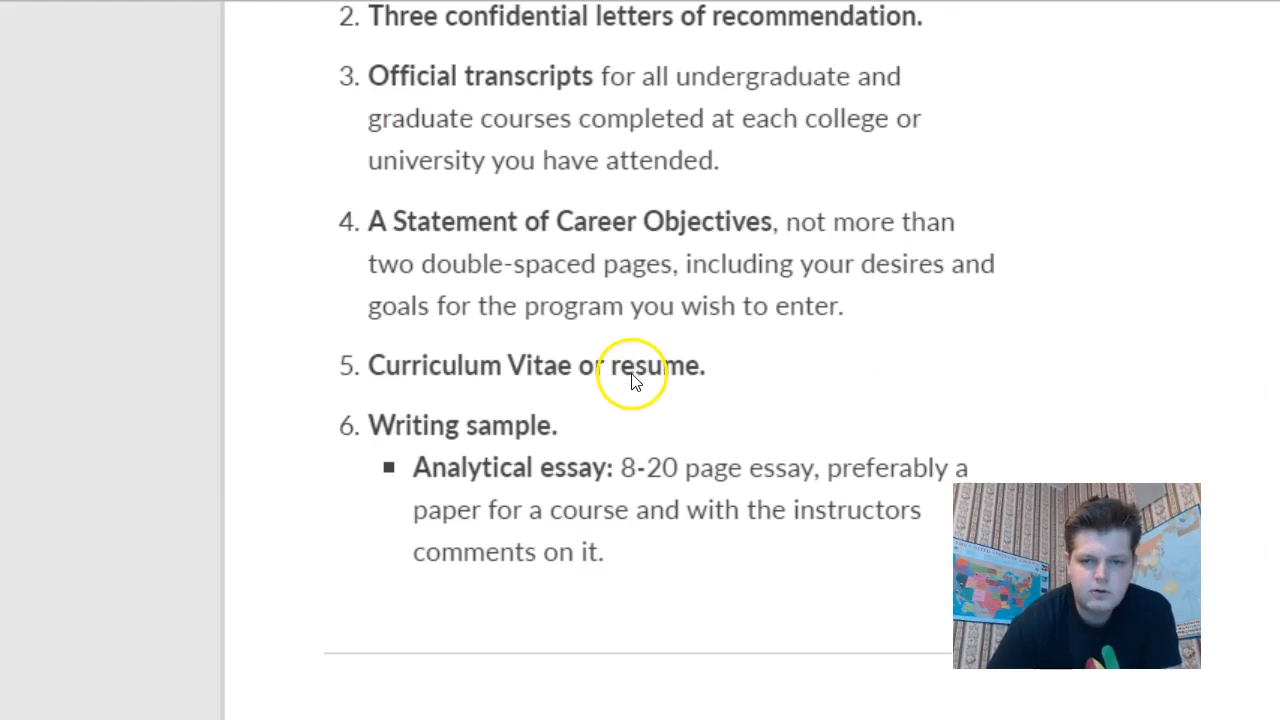 2. Three confidential letters of recommendation.
3. Official transcripts for all undergraduate and
graduate courses completed at each college or
university you have attended.
4. A Statement of Career Objectives, not more than
two double-spaced pages, including your desires and
goals for the program you wish to enter.
5. Curriculum Vitae or resume.
6. Writing sample.
▪ Analytical essay: 8-20 page essay, preferably a
paper for a course and with the instructors
comments on it.